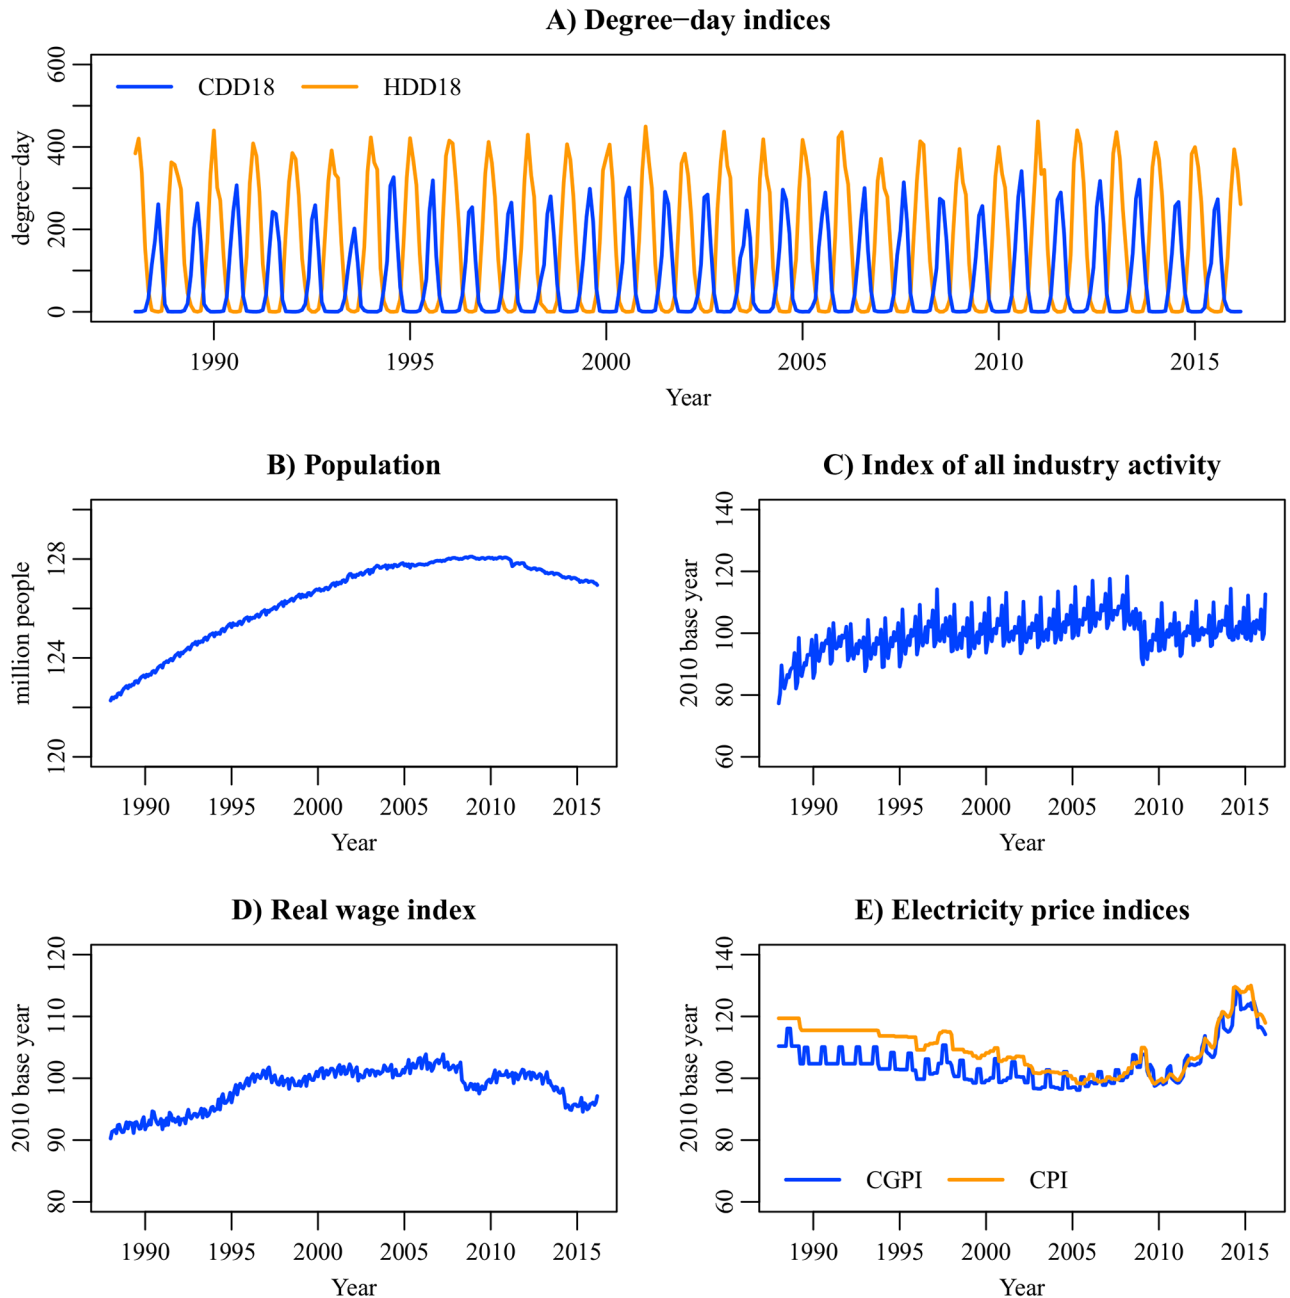 A) Degree−day indices
CDD18 HDD18
degree−day
600
400
200
0
1990 1995 2000 2005 2010 2015
Year
B) Population
million people
128
124
120
1990 1995 2000 2005 2010 2015
Year
C) Index of all industry activity
2010 base year
140
120
100
80
60
1990 1995 2000 2005 2010 2015
Year
D) Real wage index
2010 base year
120
110
100
90
80
1990 1995 2000 2005 2010 2015
Year
E) Electricity price indices
2010 base year
140
120
100
80
60
CGPI CPI
1990 1995 2000 2005 2010 2015
Year